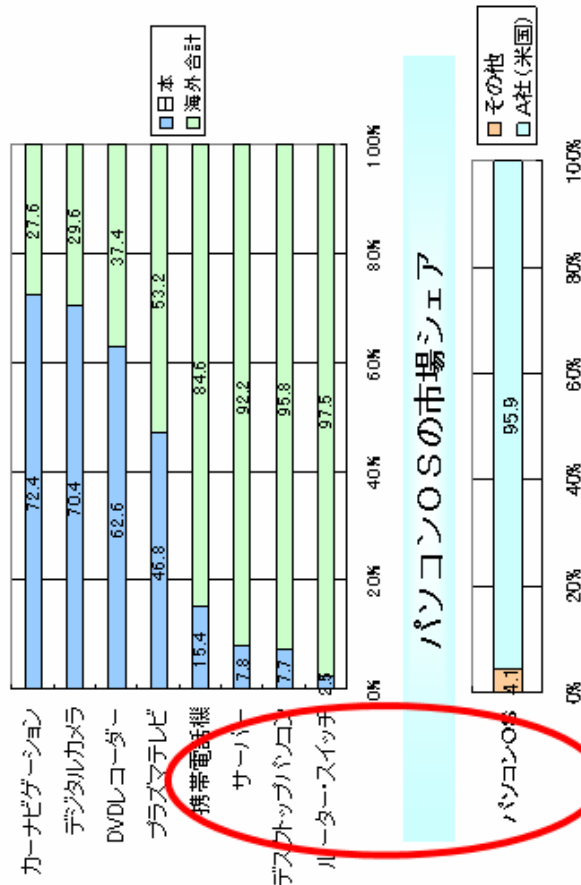 日本
海外合計
カーナビゲーション 72.4 27.6
デジタルカメラ 70.4 29.6
DVDレコーダー 62.6 37.4
プラズマテレビ 46.8 53.2
携帯電話機 15.4 84.6
サーバー 7.8 92.2
デスクトップパソコン 7.7 95.8
ルーター・スイッチ 2.5 97.5
0% 20% 40% 60% 80% 100%
パソコンOSの市場シェア
その他
A社(米国)
パソコンOS 4.1 95.9
0% 20% 40% 60% 80% 100%